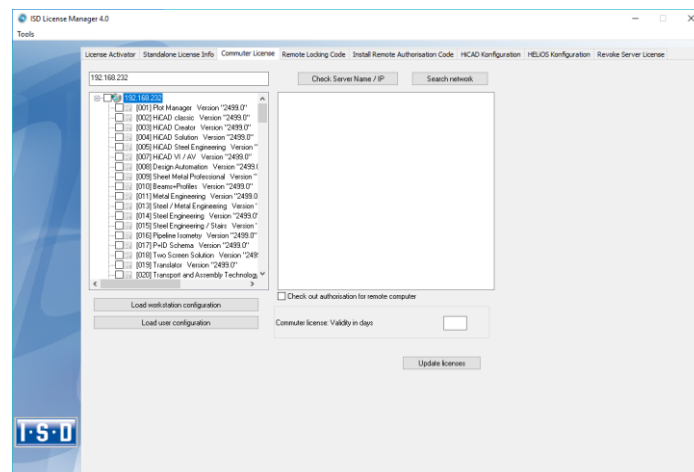 ISD License Manager 4.0
Tools
License Activator Standalone License Info Commuter License Remote Locking Code Install Remote Authorisation Code HiCAD Konfiguration HELiOS Konfiguration Revoke Server License
192.168.232
Check Server Name / IP
Search network
192.168.232
[001] Plot Manager Version "2499.0"
[002] HiCAD classic Version "2499.0"
[003] HiCAD Creator Version "2499.0"
[004] HiCAD Solution Version "2499.0"
[005] HiCAD Steel Engineering Version "
[007] HiCAD VI / AV Version "2499.0"
[008] Design Automation Version "2499.(
[009] Sheet Metal Professional Version "
[010] Beams+Profiles Version "2499.0"
[011] Metal Engineering Version "2499.0
[013] Steel / Metal Engineering Version "
[014] Steel Engineering Version "2499.0"
[015] Steel Engineering / Stairs Version "
[016] Pipeline Isometry Version "2499.0"
[017] P+ID Schema Version "2499.0"
[018] Two Screen Solution Version "249
[019] Translator Version "2499.0"
[020] Transport and Assembly Technolog
Load workstation configuration
Load user configuration
Check out authorisation for remote computer
Commuter license: Validity in days
Update licenses
I·S·D